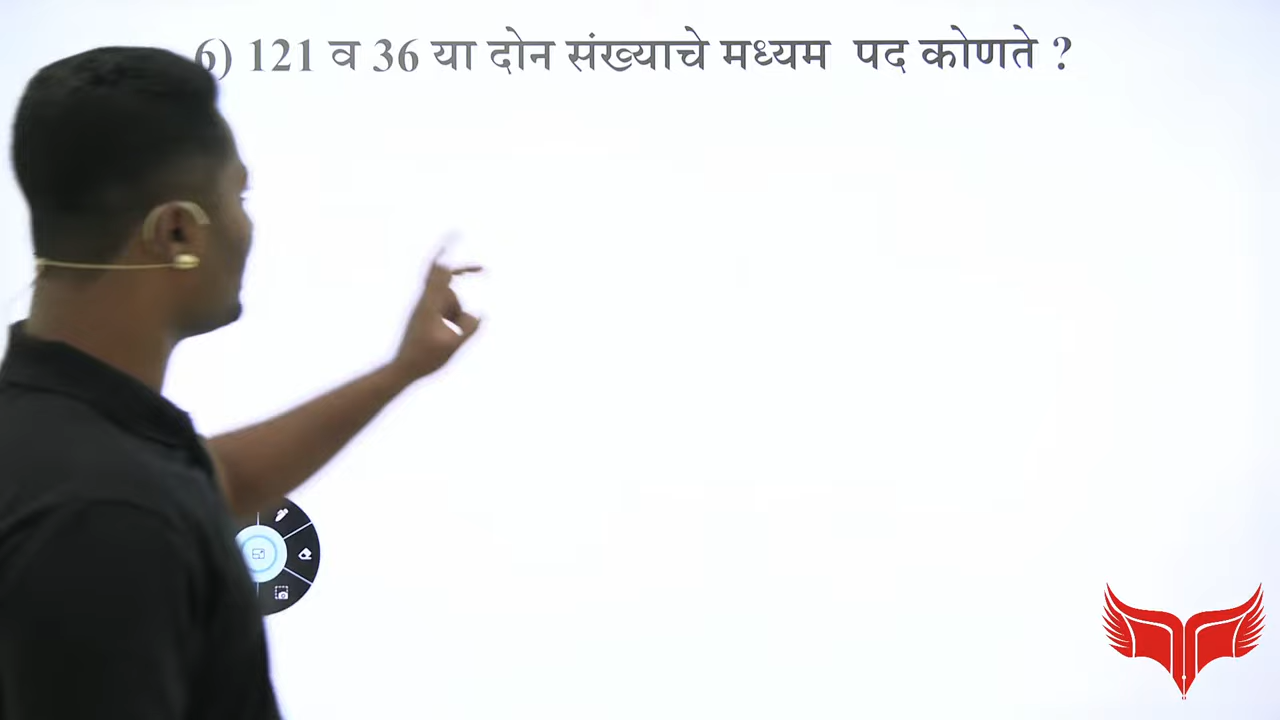 6) 121 व 36 या दोन संख्याचे मध्यम पद कोणते ?